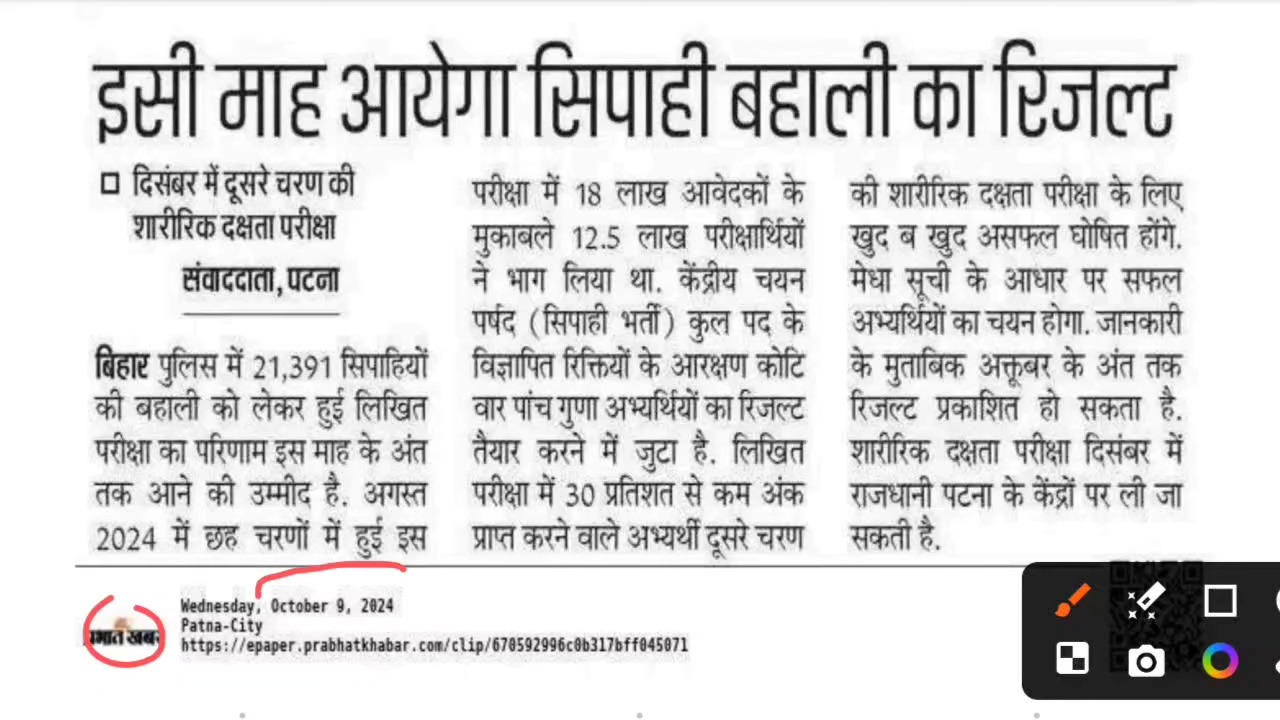 इसी माह आयेगा सिपाही बहाली का रिजल्ट
दिसंबर में दूसरे चरण की
शारीरिक दक्षता परीक्षा
संवाददाता, पटना
बिहार पुलिस में 21,391 सिपाहियों
की बहाली को लेकर हुई लिखित
परीक्षा का परिणाम इस माह के अंत
तक आने की उम्मीद है. अगस्त
2024 में छह चरणों में हुई इस
परीक्षा में 18 लाख आवेदकों के
मुकाबले 12.5 लाख परीक्षार्थियों
ने भाग लिया था. केंद्रीय चयन
पर्षद (सिपाही भर्ती) कुल पद के
विज्ञापित रिक्तियों के आरक्षण कोटि
वार पांच गुणा अभ्यर्थियों का रिजल्ट
तैयार करने में जुटा है. लिखित
परीक्षा में 30 प्रतिशत से कम अंक
प्राप्त करने वाले अभ्यर्थी दूसरे चरण
की शारीरिक दक्षता परीक्षा के लिए
खुद ब खुद असफल घोषित होंगे.
मेधा सूची के आधार पर सफल
अभ्यर्थियों का चयन होगा. जानकारी
के मुताबिक अक्तूबर के अंत तक
रिजल्ट प्रकाशित हो सकता है.
शारीरिक दक्षता परीक्षा दिसंबर में
राजधानी पटना के केंद्रों पर ली जा
सकती है.
प्रभात खबर
Wednesday, October 9, 2024
Patna-City
https://epaper.prabhatkhabar.com/clip/670592996c0b317bff045071